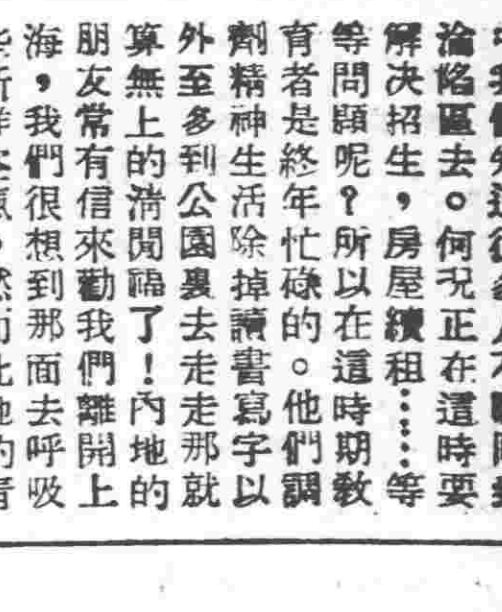 淪陷區去。何况正在這時要
解决招生,房屋續租……等
等問題呢?所以在這時期敎
育者是終年忙碌的。他們調
劑精神生活除掉讀書寫字以
外至多到公園裏去走走那就
算無上的淸閒福了!內地的
朋友常有信來勸我們離開上
海,我們很想到那面去呼吸